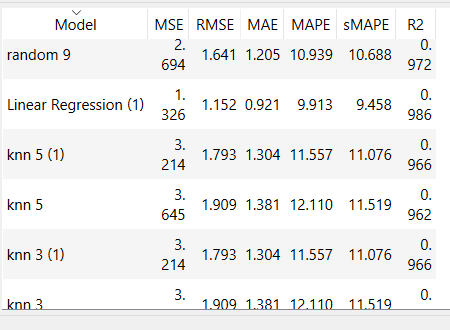 Model MSE RMSE MAE MAPE sMAPE R2
random 9 2.694 1.641 1.205 10.939 10.688 0.972
Linear Regression (1) 1.326 1.152 0.921 9.913 9.458 0.986
knn 5 (1) 3.214 1.793 1.304 11.557 11.076 0.966
knn 5 3.645 1.909 1.381 12.110 11.519 0.962
knn 3 (1) 3.214 1.793 1.304 11.557 11.076 0.966
knn 3 3. 1.909 1.381 12.110 11.519 0.